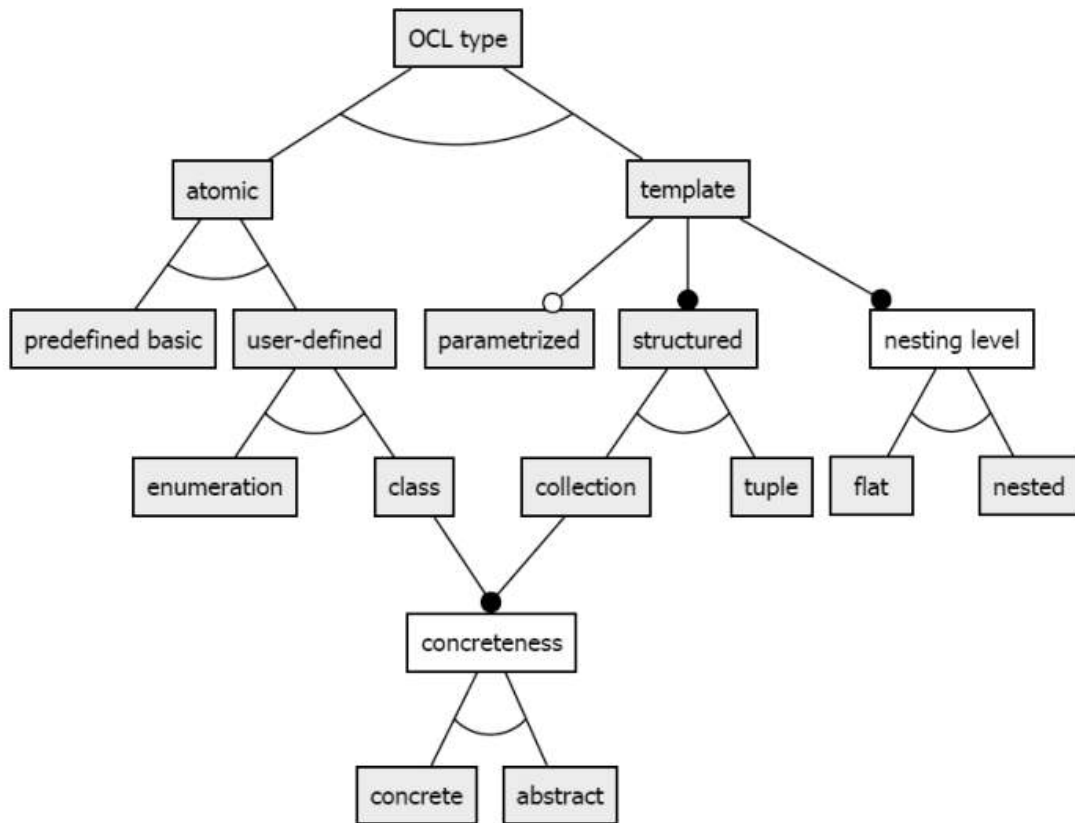 OCL type
atomic
template
predefined basic
user-defined
parametrized
structured
nesting level
enumeration
class
collection
tuple
flat
nested
concreteness
concrete
abstract